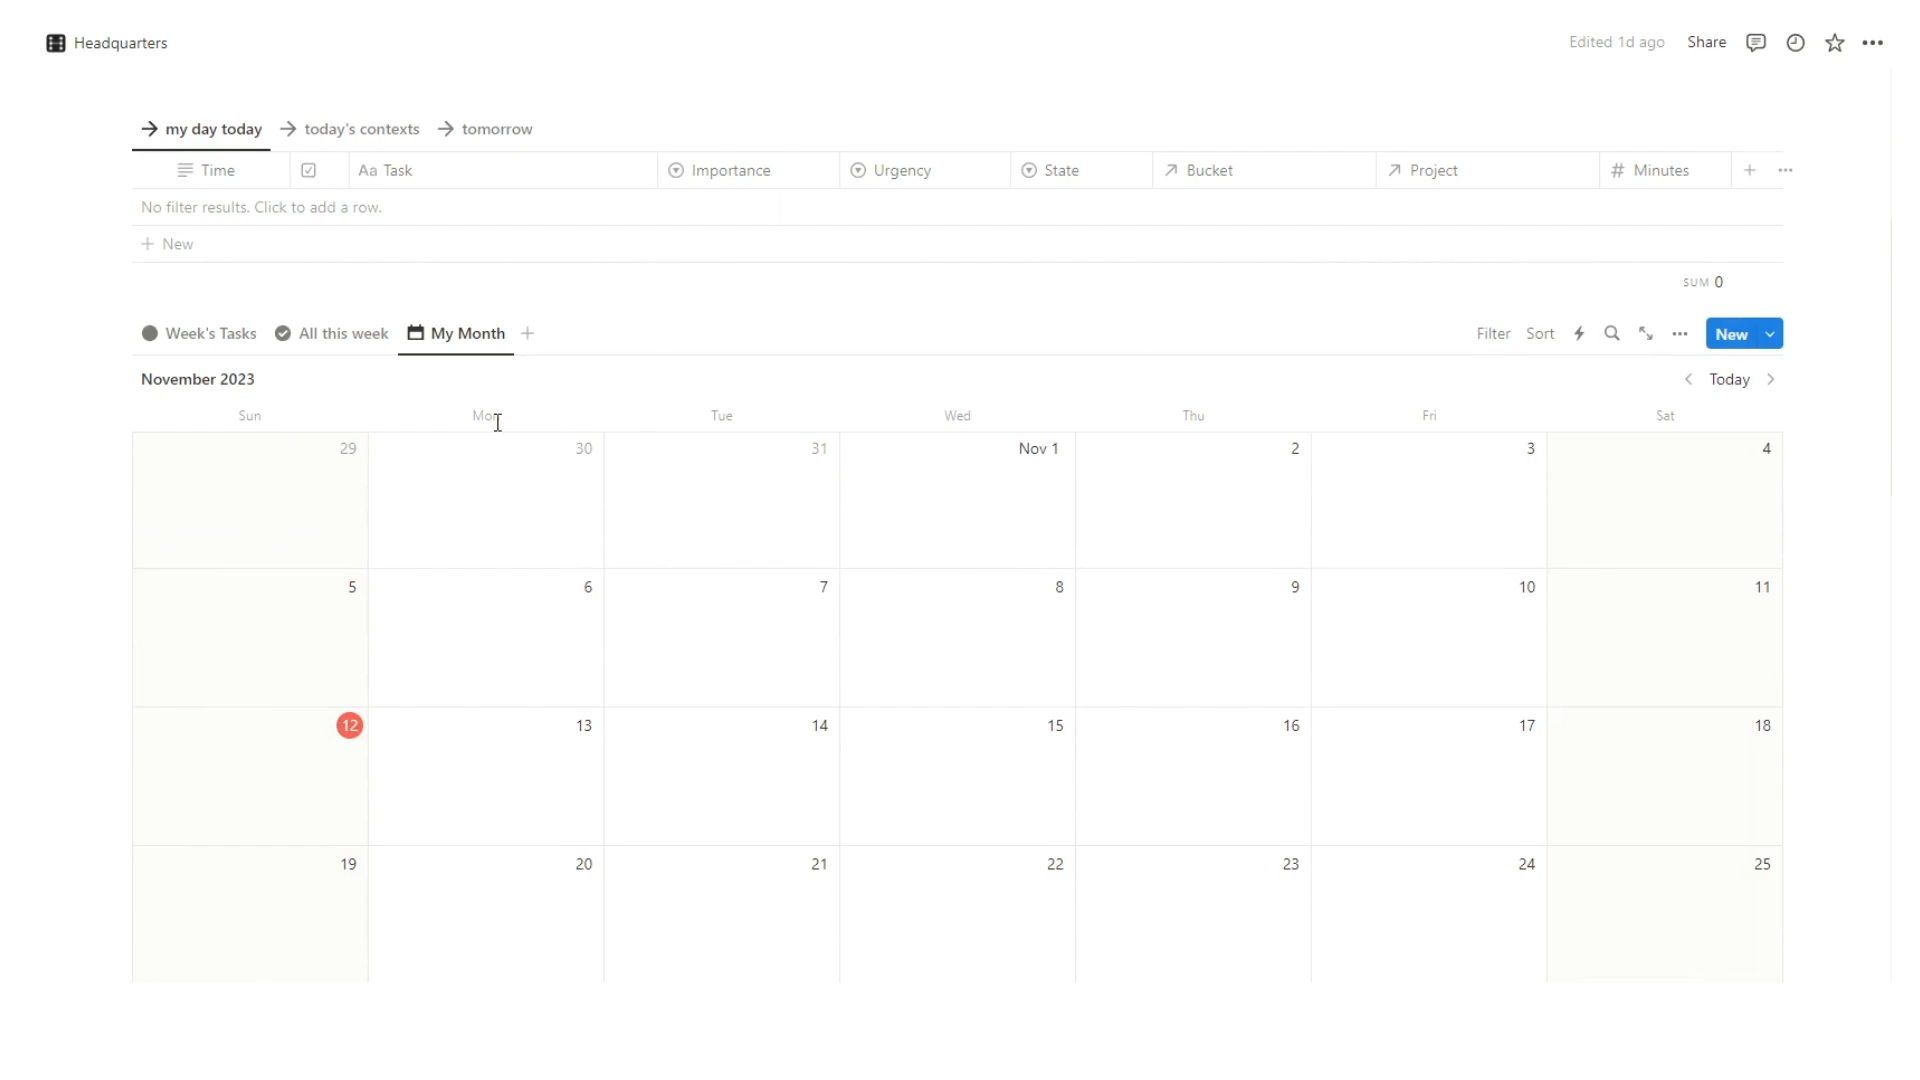 Headquarters
Edited 1d ago Share
my day today today's contexts tomorrow
Time Aa Task Importance Urgency State Bucket Project # Minutes
No filter results. Click to add a row.
+ New
SUM 0
Week's Tasks All this week My Month
Filter Sort New
November 2023
Today
Sun Mon Tue Wed Thu Fri Sat
29 30 31 Nov 1 2 3 4
5 6 7 8 9 10 11
12 13 14 15 16 17 18
19 20 21 22 23 24 25